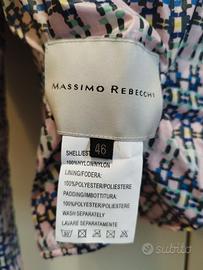 MASSIMO REBECCHI
46
SHELL/ESTERNO
100%NYLON/NYLON
LINING/FODERA:
100%POLYESTER/POLIESTERE
PADDING/IMBOTTITURA:
100%POLYESTER/POLIESTERE
WASH SEPARATELY
LAVARE SEPARATAMENTE
subito